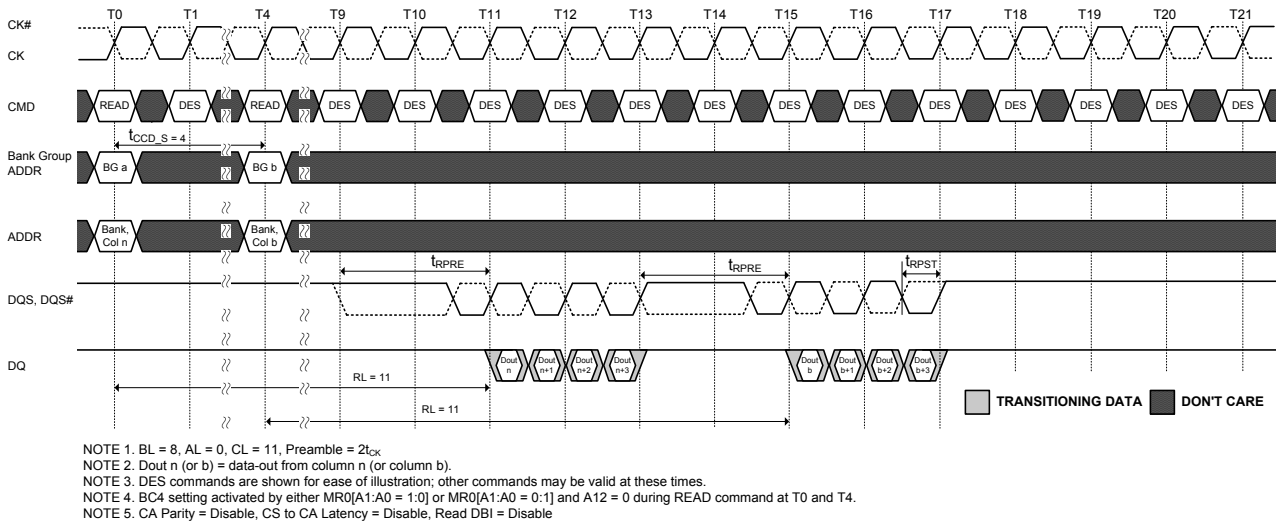 T0 T1 T4 T9 T10 T11 T12 T13 T14 T15 T16 T17 T18 T19 T20 T21
CK#
CK
CMD READ DES READ DES DES DES DES DES DES DES DES DES DES DES DES DES
tCCD_S = 4
Bank Group
ADDR
BG a BG b
ADDR
Bank,
Col n
Bank,
Col b
tRPRE tRPRE tRPST
DQS, DQS#
DQ
Dout
n
Dout
n+1
Dout
n+2
Dout
n+3
Dout
b
Dout
b+1
Dout
b+2
Dout
b+3
RL = 11
RL = 11
TRANSITIONING DATA DON'T CARE
NOTE 1. BL = 8, AL = 0, CL = 11, Preamble = 2tCK
NOTE 2. Dout n (or b) = data-out from column n (or column b).
NOTE 3. DES commands are shown for ease of illustration; other commands may be valid at these times.
NOTE 4. BC4 setting activated by either MR0[A1:A0 = 1:0] or MR0[A1:A0 = 0:1] and A12 = 0 during READ command at T0 and T4.
NOTE 5. CA Parity = Disable, CS to CA Latency = Disable, Read DBI = Disable